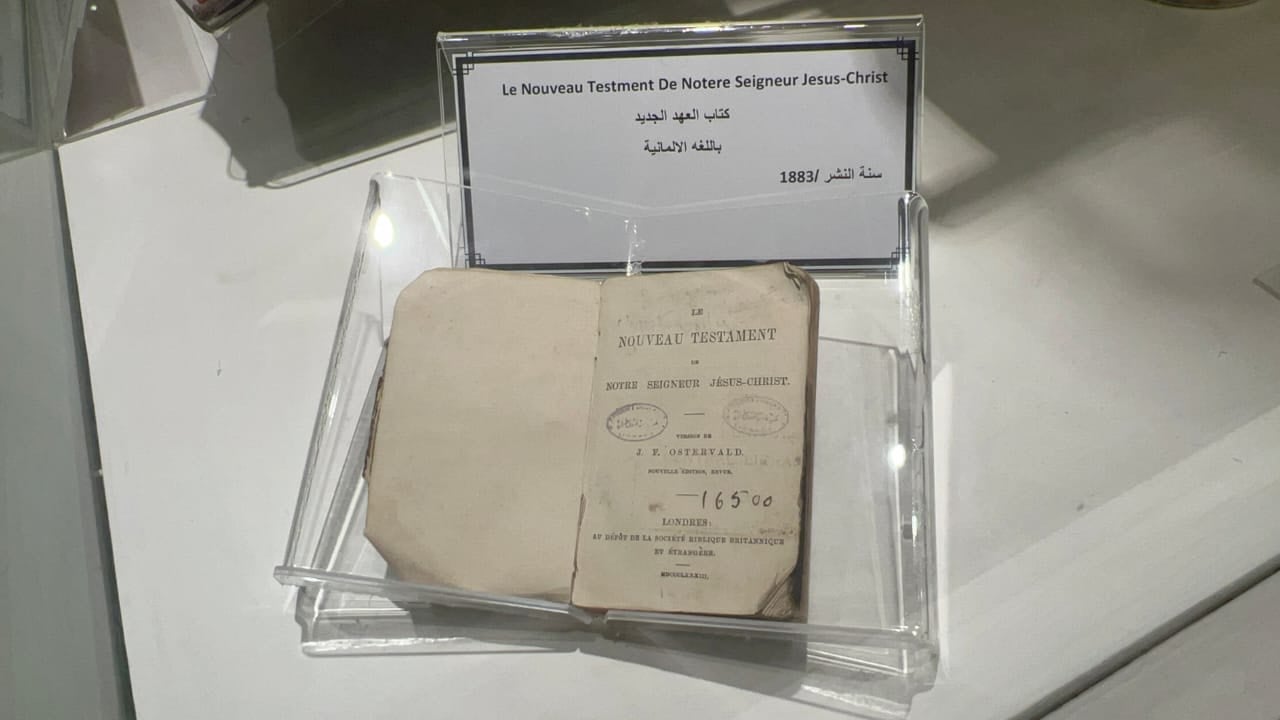 Le Nouveau Testment De Notere Seigneur Jesus-Christ
كتاب العهد الجديد
باللغه الالمانية
سنة النشر /1883
LE
NOUVEAU TESTAMENT
DE
NOTRE SEIGNEUR JÉSUS-CHRIST.
VERSION DE
J. F. OSTERVALD.
NOUVELLE ÉDITION, REVUE.
16500
LONDRES:
AU DÉPÔT DE LA SOCIÉTÉ BIBLIQUE BRITANNIQUE
ET ÉTRANGÈRE.
MDCCCLXXXIII.